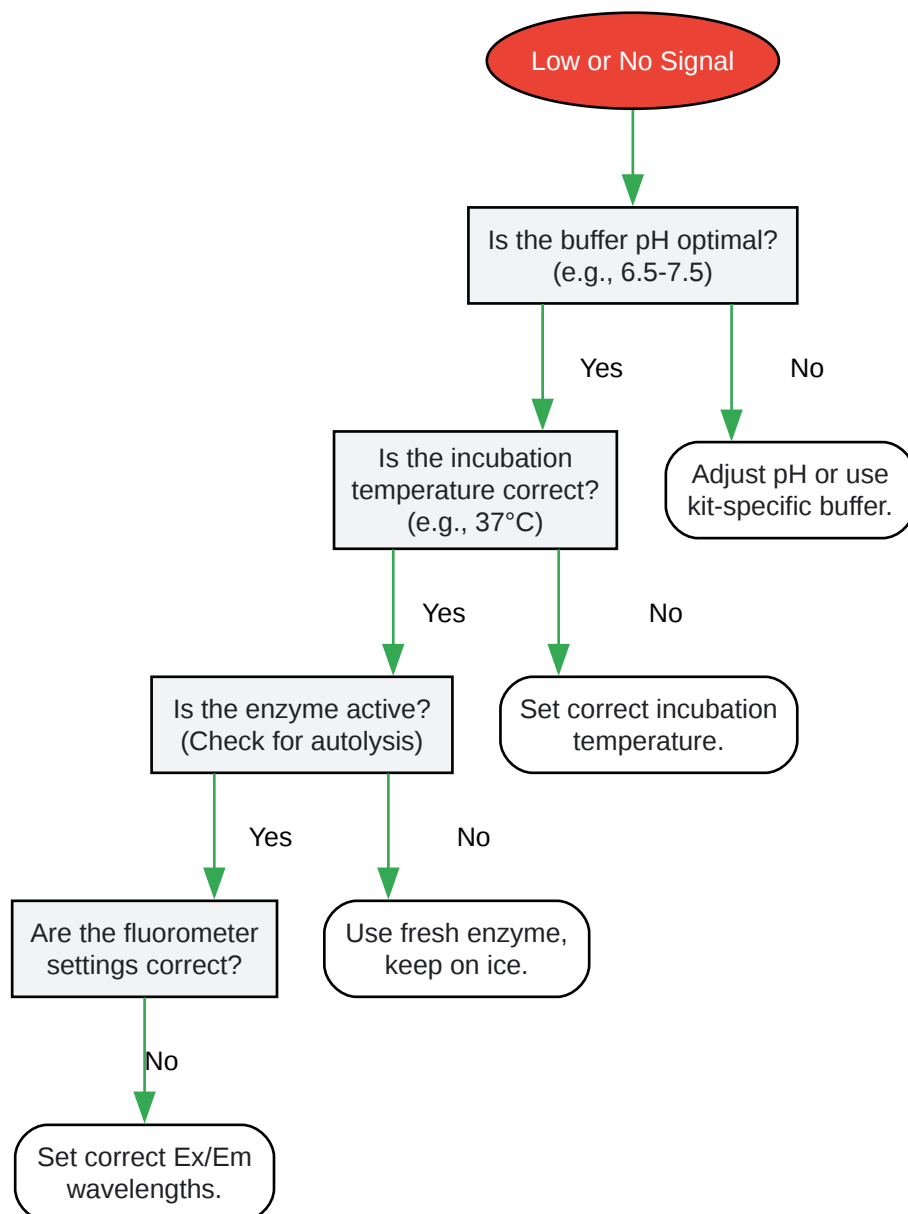 Low or No Signal
Is the buffer pH optimal?
(e.g., 6.5-7.5)
Yes
No
Is the incubation
temperature correct?
(e.g., 37°C)
Adjust pH or use
kit-specific buffer.
Yes
No
Is the enzyme active?
(Check for autolysis)
Set correct incubation
temperature.
Yes
No
Are the fluorometer
settings correct?
Use fresh enzyme,
keep on ice.
No
Set correct Ex/Em
wavelengths.